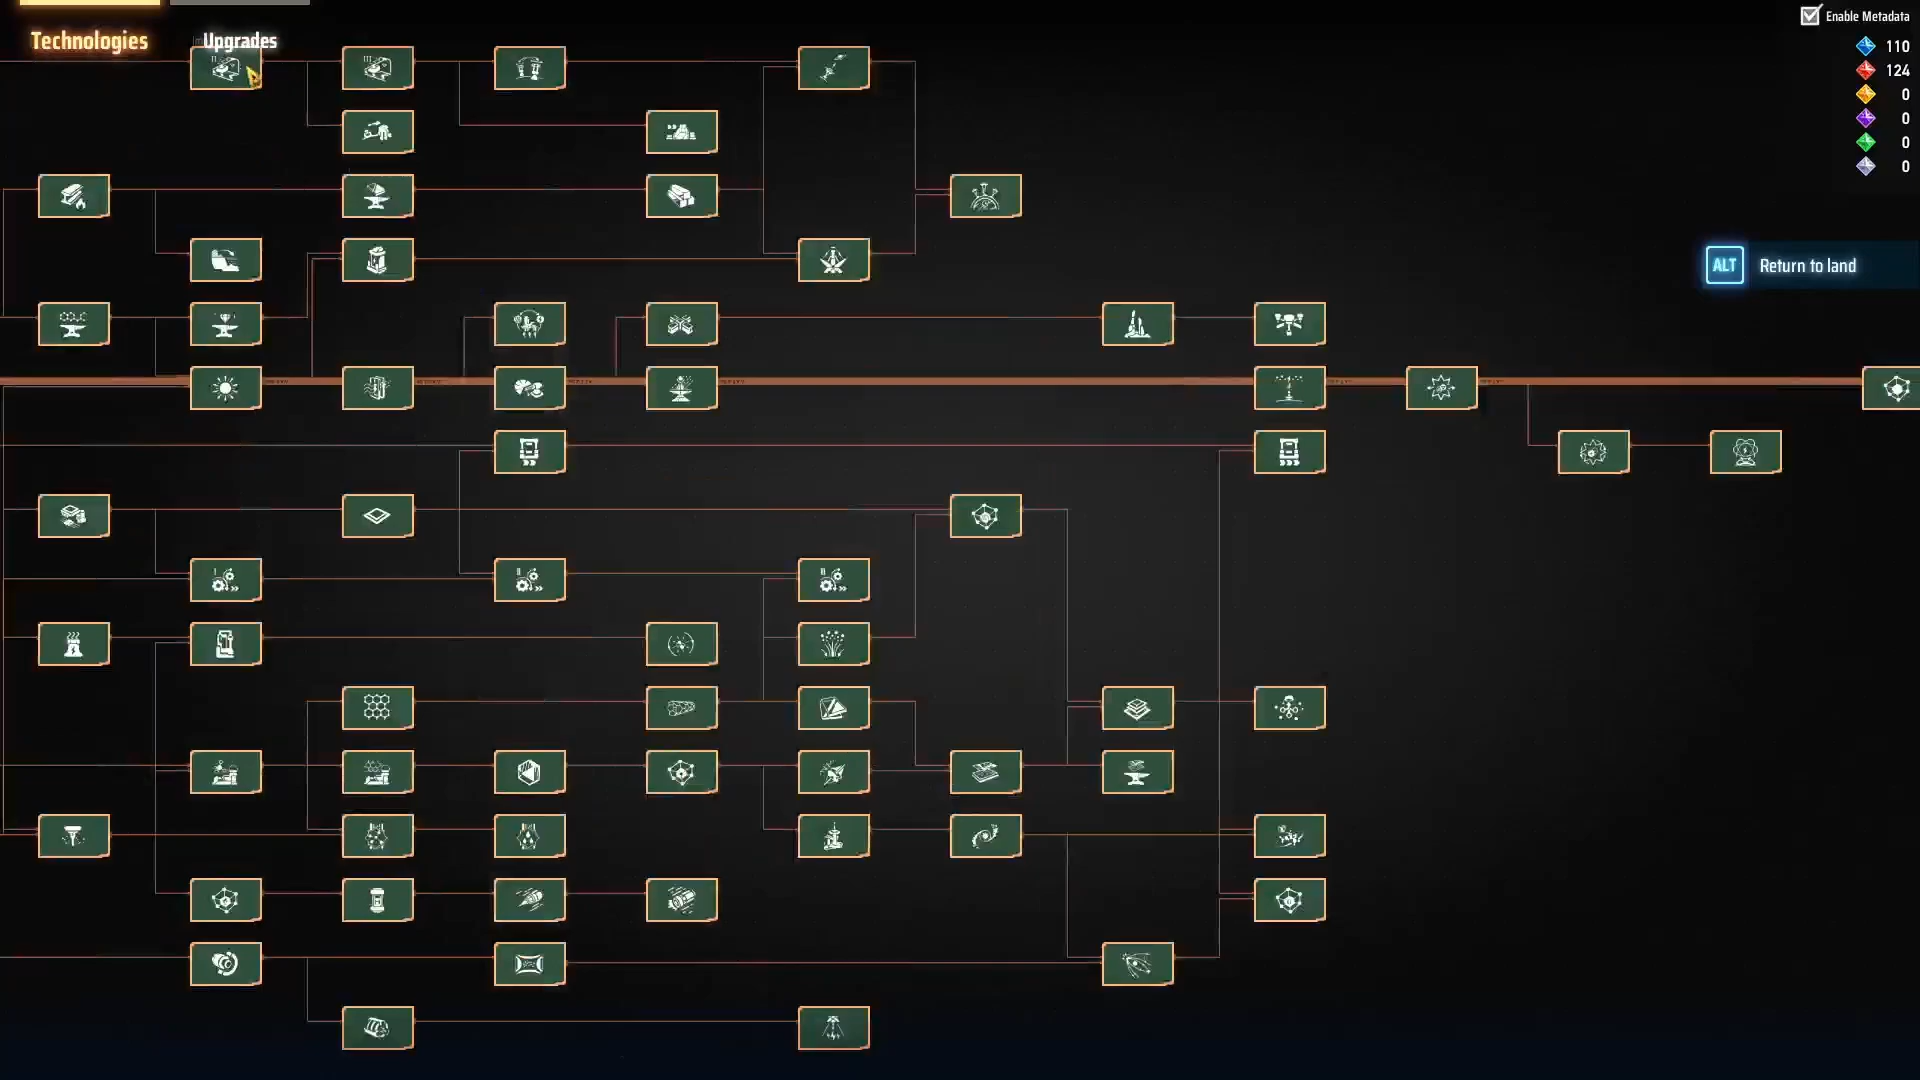 Enable Metadata
Technologies
Upgrades
110
124
0
0
0
0
ALT Return to land